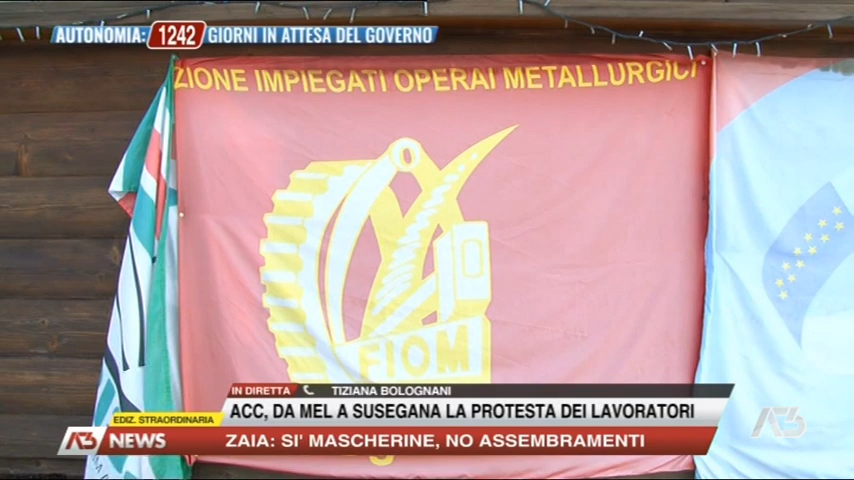 AUTONOMIA: 1242 GIORNI IN ATTESA DEL GOVERNO
ZIONE IMPIEGATI OPERAI METALLURGICI
FIOM
IN DIRETTA TIZIANA BOLOGNANI
EDIZ. STRAORDINARIA
ACC, DA MEL A SUSEGANA LA PROTESTA DEI LAVORATORI
A3 NEWS
ZAIA: SI' MASCHERINE, NO ASSEMBRAMENTI
A3